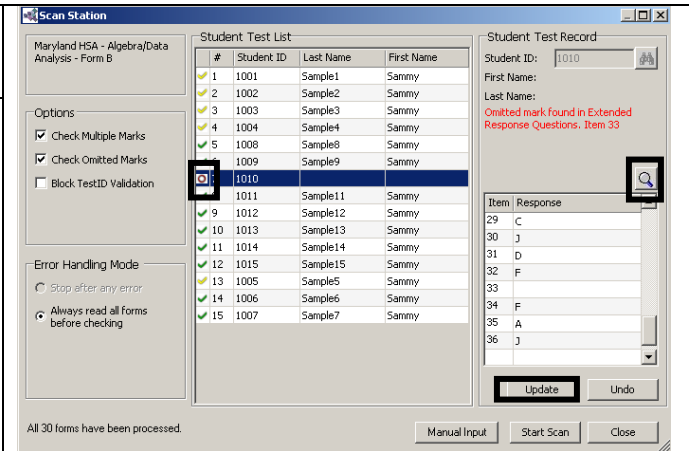 Scan Station
Maryland HSA - Algebra/Data
Analysis - Form B
Options
Check Multiple Marks
Check Omitted Marks
Block TestID Validation
Error Handling Mode
Stop after any error
Always read all forms
before checking
All 30 forms have been processed.
Student Test List
# Student ID Last Name First Name
1 1001 Sample1 Sammy
2 1002 Sample2 Sammy
3 1003 Sample3 Sammy
4 1004 Sample4 Sammy
5 1008 Sample8 Sammy
1009 Sample9 Sammy
1010
1011 Sample11 Sammy
9 1012 Sample12 Sammy
10 1013 Sample13 Sammy
11 1014 Sample14 Sammy
12 1015 Sample15 Sammy
13 1005 Sample5 Sammy
14 1006 Sample6 Sammy
15 1007 Sample7 Sammy
Student Test Record
Student ID: 1010
First Name:
Last Name:
Omitted mark found in Extended
Response Questions. Item 33
Item Response
29 C
30 J
31 D
32 F
33
34 F
35 A
36 J
Update Undo
Manual Input Start Scan Close